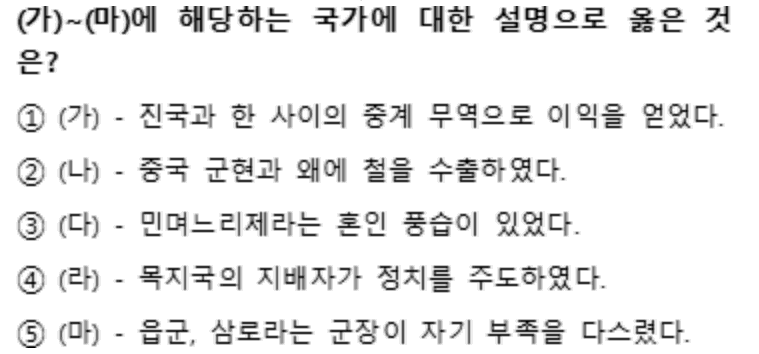 (가)~(마)에 해당하는 국가에 대한 설명으로 옳은 것
은?
① (가) - 진국과 한 사이의 중계 무역으로 이익을 얻었다.
② (나) - 중국 군현과 왜에 철을 수출하였다.
③ (다) - 민며느리제라는 혼인 풍습이 있었다.
④ (라) - 목지국의 지배자가 정치를 주도하였다.
⑤ (마) - 읍군, 삼로라는 군장이 자기 부족을 다스렸다.